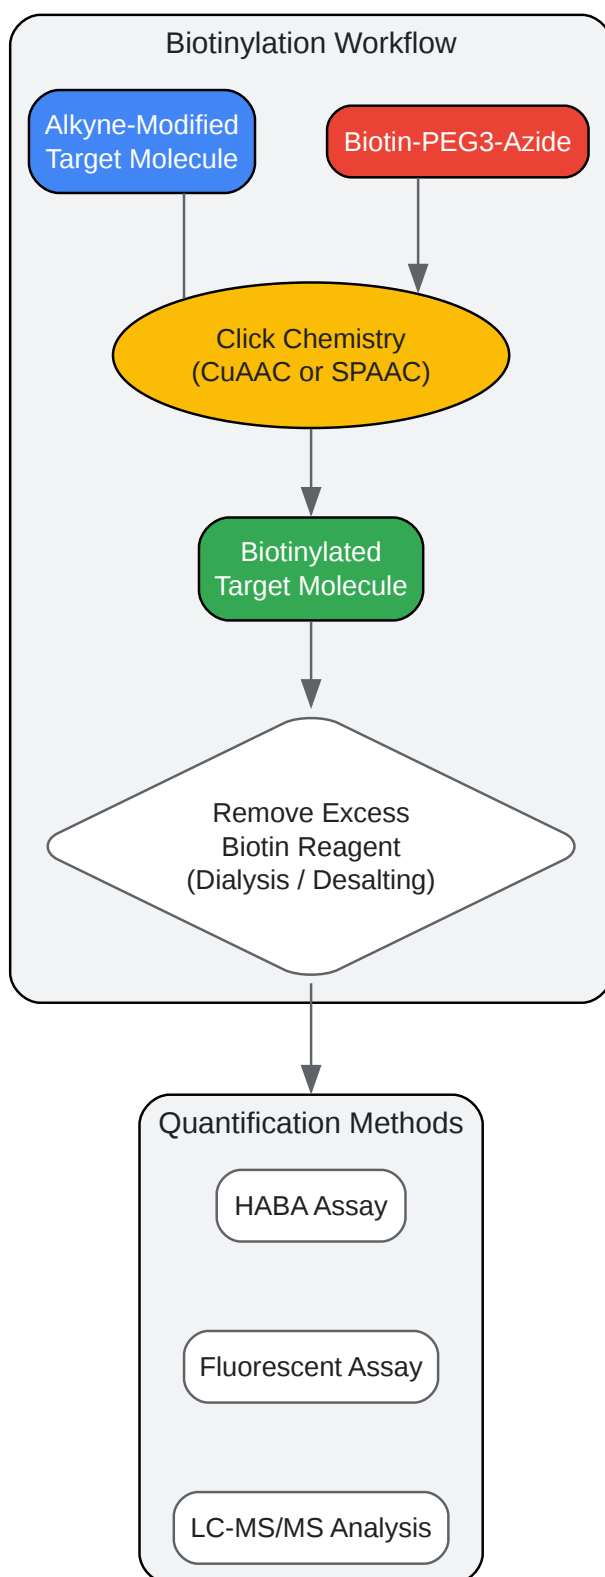 Biotinylation Workflow
Alkyne-Modified
Target Molecule
Biotin-PEG3-Azide
Click Chemistry
(CuAAC or SPAAC)
Biotinylated
Target Molecule
Remove Excess
Biotin Reagent
(Dialysis / Desalting)
Quantification Methods
HABA Assay
Fluorescent Assay
LC-MS/MS Analysis